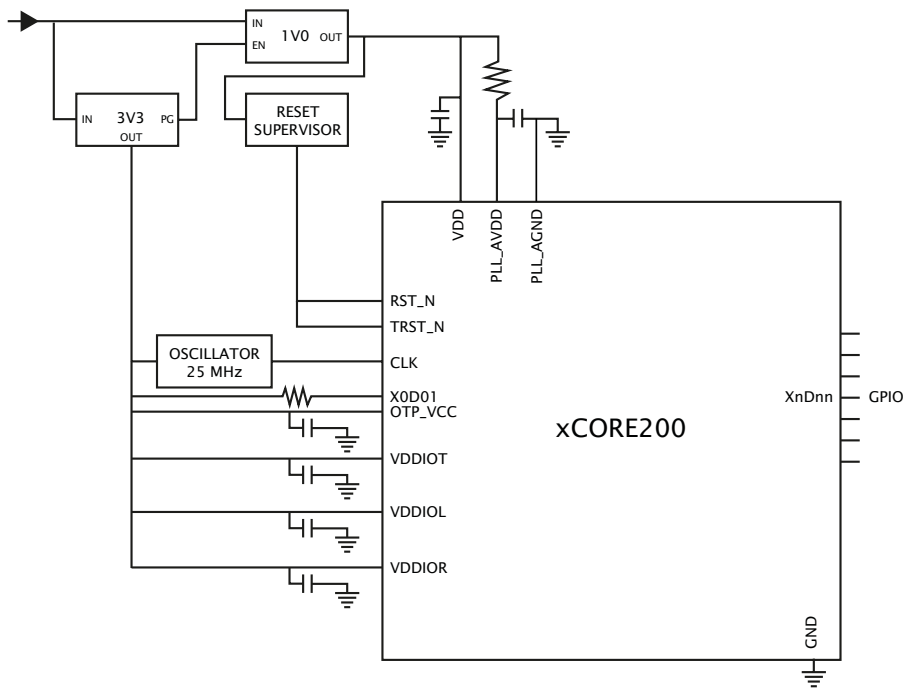 IN
1V0 OUT
EN
IN 3V3 PG
OUT
RESET
SUPERVISOR
VDD
PLL_AVDD
PLL_AGND
RST_N
TRST_N
OSCILLATOR
25 MHz
CLK
X0D01
OTP_VCC
XnDnn GPIO
xCORE200
VDDIOT
VDDIOL
VDDIOR
GND